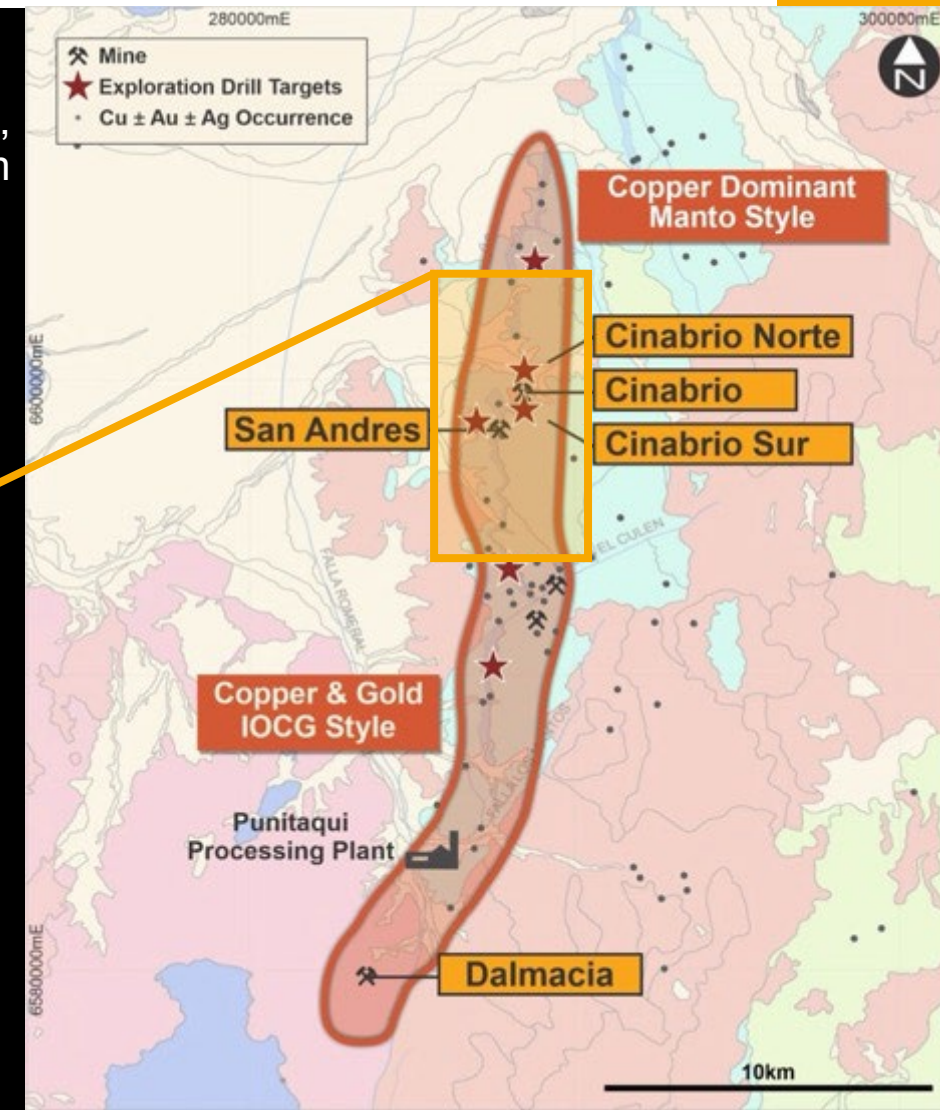 280000mE
300000mE
Mine
Exploration Drill Targets
Cu ± Au ± Ag Occurrence
N
,
n
Copper Dominant
Manto Style
6600000mE
Cinabrio Norte
Cinabrio
San Andres
Cinabrio Sur
EL CULEN
FALLA ROMERAL
Copper & Gold
IOCG Style
Punitaqui
Processing Plant
6580000mE
Dalmacia
10km